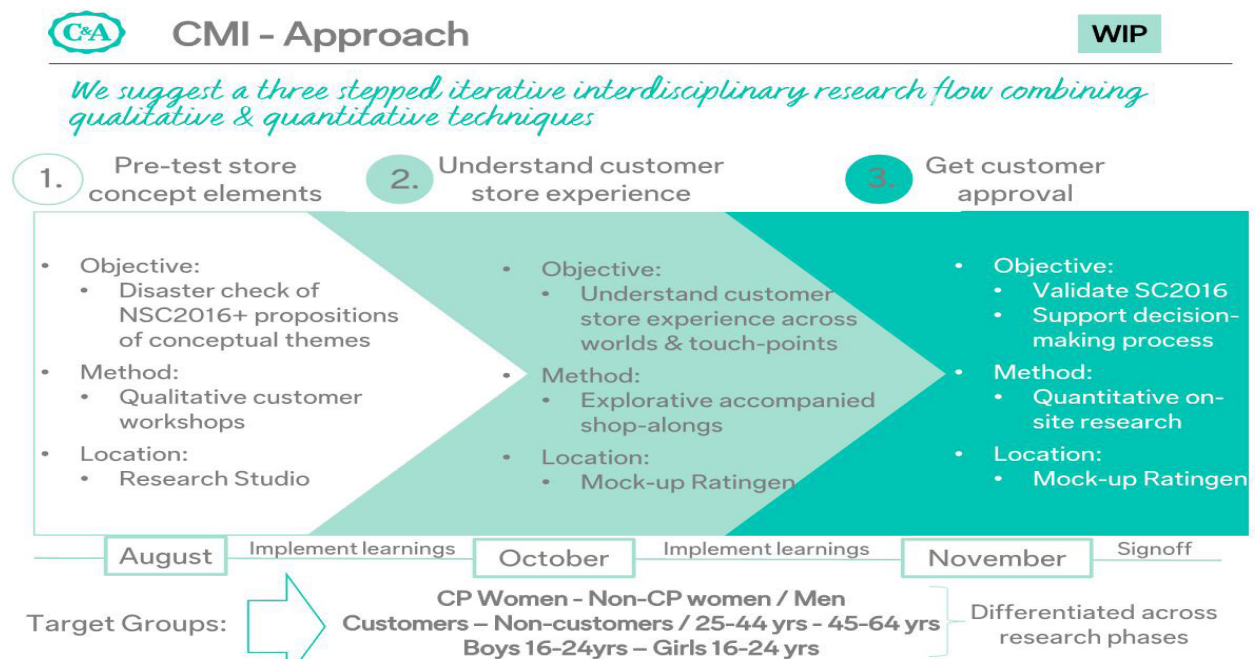 C&A
CMI - Approach
WIP
We suggest a three stepped iterative interdisciplinary research flow combining
qualitative & quantitative techniques
1.
Pre-test store
concept elements
2.
Understand customer
store experience
3.
Get customer
approval
• Objective:
• Disaster check of
NSC2016+ propositions
of conceptual themes
• Method:
• Qualitative customer
workshops
• Location:
• Research Studio
• Objective:
• Understand customer
store experience across
worlds & touch-points
• Method:
• Explorative accompanied
shop-alongs
• Location:
• Mock-up Ratingen
• Objective:
• Validate SC2016
• Support decision-
making process
• Method:
• Quantitative on-
site research
• Location:
• Mock-up Ratingen
August
Implement learnings
October
Implement learnings
November
Signoff
Target Groups:
CP Women - Non-CP women / Men
Customers – Non-customers / 25-44 yrs - 45-64 yrs
Boys 16-24yrs – Girls 16-24 yrs
Differentiated across
research phases